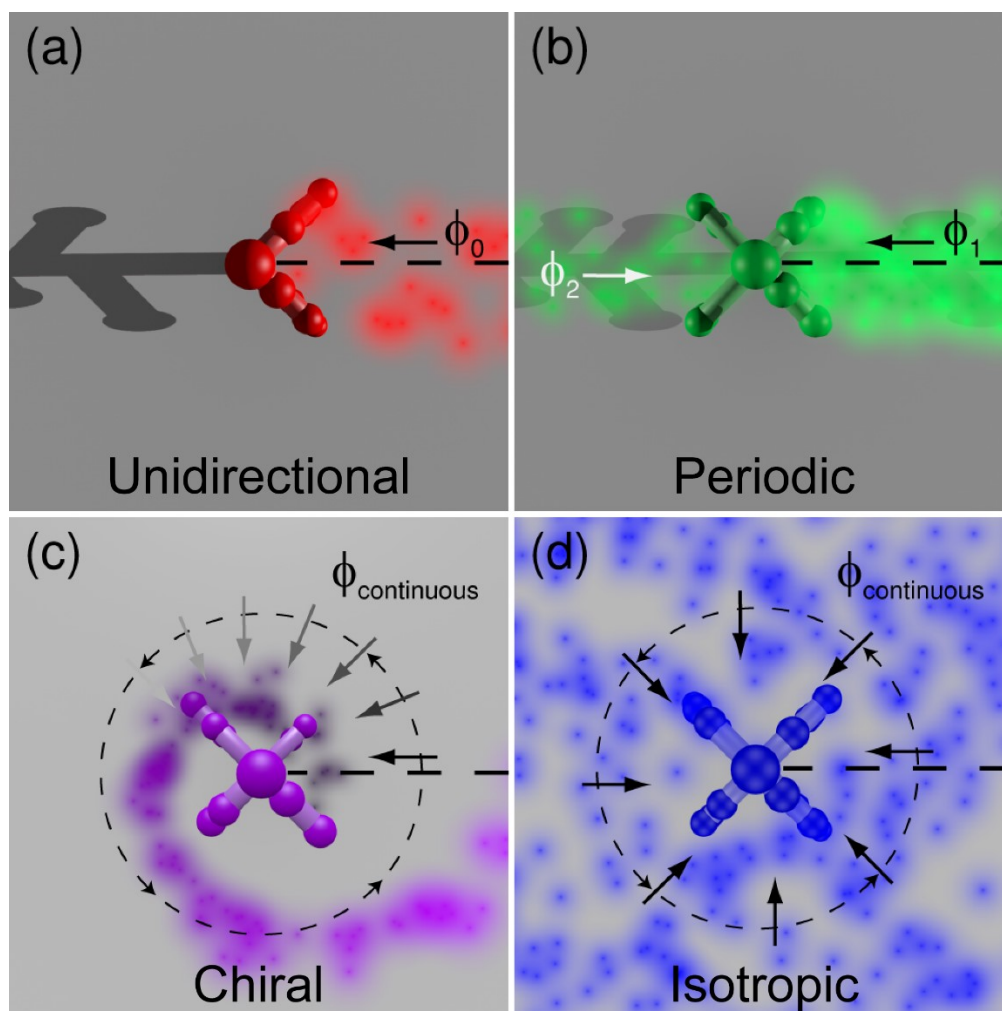 (a)
ϕ0
Unidirectional
(b)
ϕ1
ϕ2
Periodic
(c)
ϕcontinuous
Chiral
(d)
ϕcontinuous
Isotropic